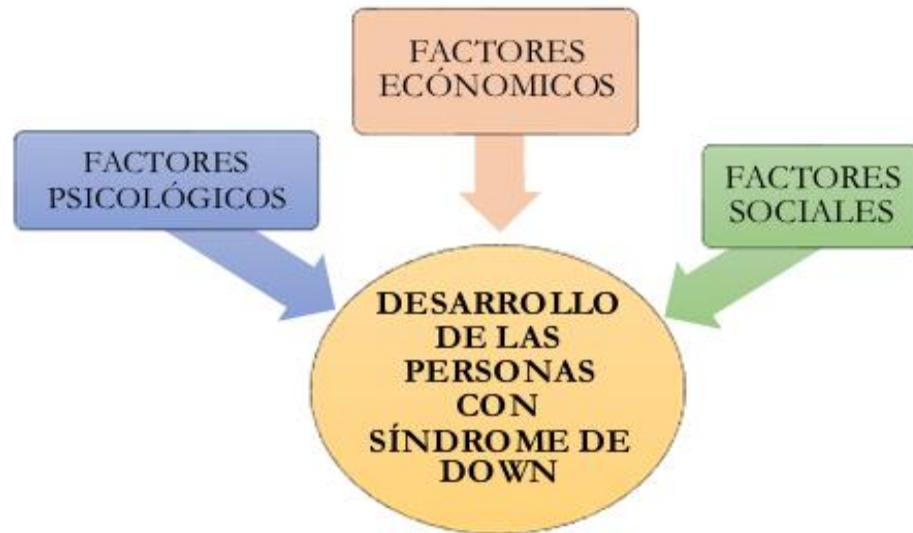 FACTORES
ECÓNOMICOS
FACTORES
PSICOLÓGICOS
FACTORES
SOCIALES
DESARROLLO
DE LAS
PERSONAS
CON
SÍNDROME DE
DOWN